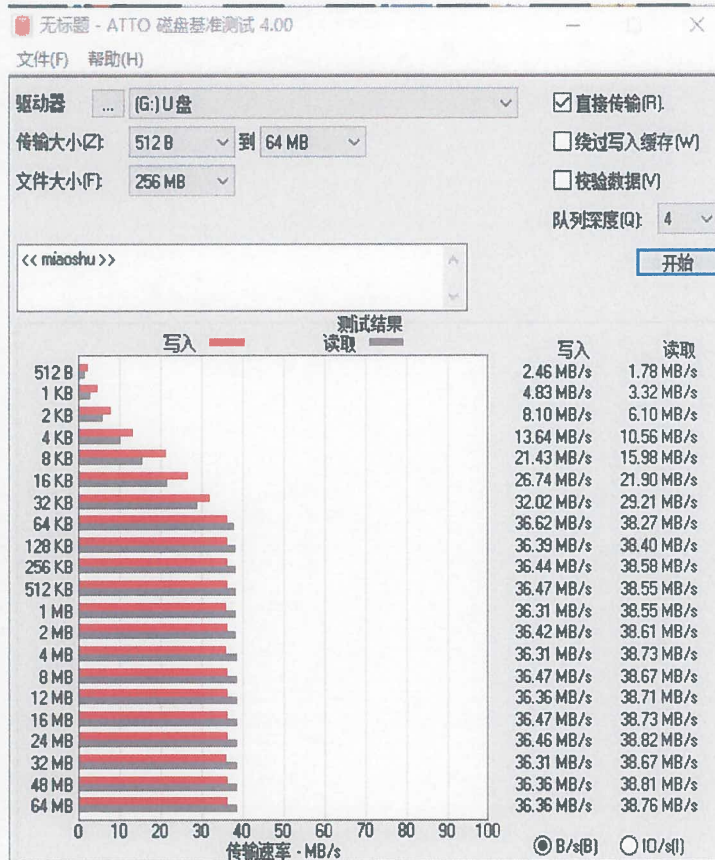 无标题 - ATTO 磁盘基准测试 4.00
文件(F) 帮助(H)
驱动器 ... (G:)U盘 直接传输(R).
传输大小(Z): 512 B 到 64 MB 绕过写入缓存(W)
文件大小(F): 256 MB 校验数据(V)
队列深度(Q): 4
<< miaoshu >> 开始
测试结果
写入 读取 写入 读取
512 B 2.46 MB/s 1.78 MB/s
1 KB 4.83 MB/s 3.32 MB/s
2 KB 8.10 MB/s 6.10 MB/s
4 KB 13.64 MB/s 10.56 MB/s
8 KB 21.43 MB/s 15.98 MB/s
16 KB 26.74 MB/s 21.90 MB/s
32 KB 32.02 MB/s 29.21 MB/s
64 KB 36.62 MB/s 38.27 MB/s
128 KB 36.39 MB/s 38.40 MB/s
256 KB 36.44 MB/s 38.58 MB/s
512 KB 36.47 MB/s 38.55 MB/s
1 MB 36.31 MB/s 38.55 MB/s
2 MB 36.42 MB/s 38.61 MB/s
4 MB 36.31 MB/s 38.73 MB/s
8 MB 36.47 MB/s 38.67 MB/s
12 MB 36.36 MB/s 38.71 MB/s
16 MB 36.47 MB/s 38.73 MB/s
24 MB 36.46 MB/s 38.82 MB/s
32 MB 36.31 MB/s 38.67 MB/s
48 MB 36.36 MB/s 38.81 MB/s
64 MB 36.36 MB/s 38.76 MB/s
0 10 20 30 40 50 60 70 80 90 100
传输速率 - MB/s B/s(B) IO/s(I)